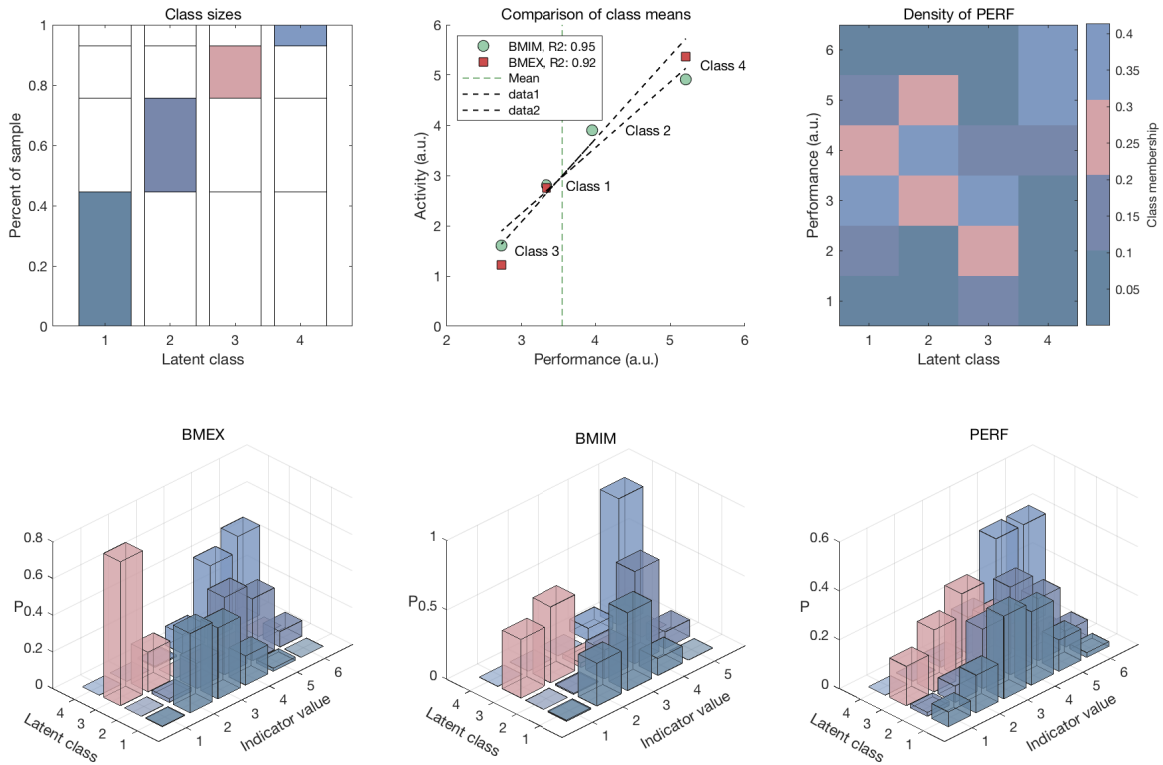 Class sizes
1
0.8
0.6
0.4
0.2
0
Percent of sample
1 2 3 4
Latent class
Comparison of class means
6
5
4
3
2
1
0
Activity (a.u.)
BMIM, R2: 0.95
BMEX, R2: 0.92
Mean
data1
data2
Class 4
Class 2
Class 1
Class 3
2 3 4 5 6
Performance (a.u.)
Density of PERF
6
5
4
3
2
1
Performance (a.u.)
1 2 3 4
Latent class
0.4
0.35
0.3
0.25
0.2
0.15
0.1
0.05
Class membership
BMEX
0.8
0.6
0.4
0.2
0
P
4 3 2 1
Latent class
1 2 3 4 5 6
Indicator value
BMIM
1
0.5
0
P
4 3 2 1
Latent class
1 2 3 4 5
Indicator value
PERF
0.6
0.4
0.2
0
P
4 3 2 1
Latent class
1 2 3 4 5 6
Indicator value